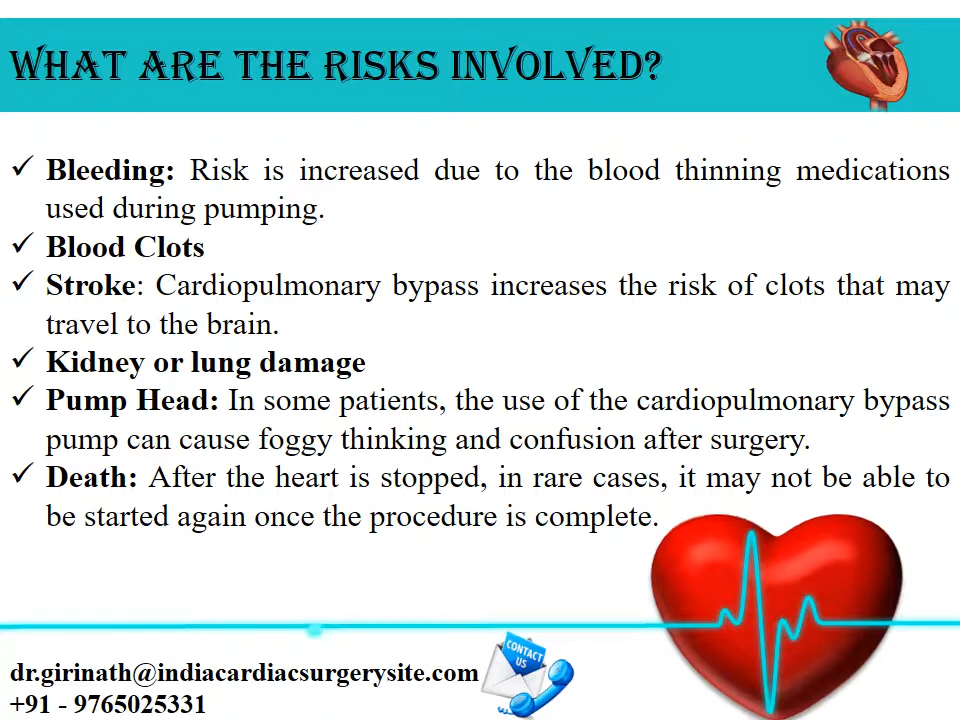 WHAT ARE THE RISKS INVOLVED?
✓ Bleeding: Risk is increased due to the blood thinning medications
used during pumping.
✓ Blood Clots
✓ Stroke: Cardiopulmonary bypass increases the risk of clots that may
travel to the brain.
✓ Kidney or lung damage
✓ Pump Head: In some patients, the use of the cardiopulmonary bypass
pump can cause foggy thinking and confusion after surgery.
✓ Death: After the heart is stopped, in rare cases, it may not be able to
be started again once the procedure is complete.
CONTACT
US
dr.girinath@indiacardiacsurgerysite.com
+91 - 9765025331